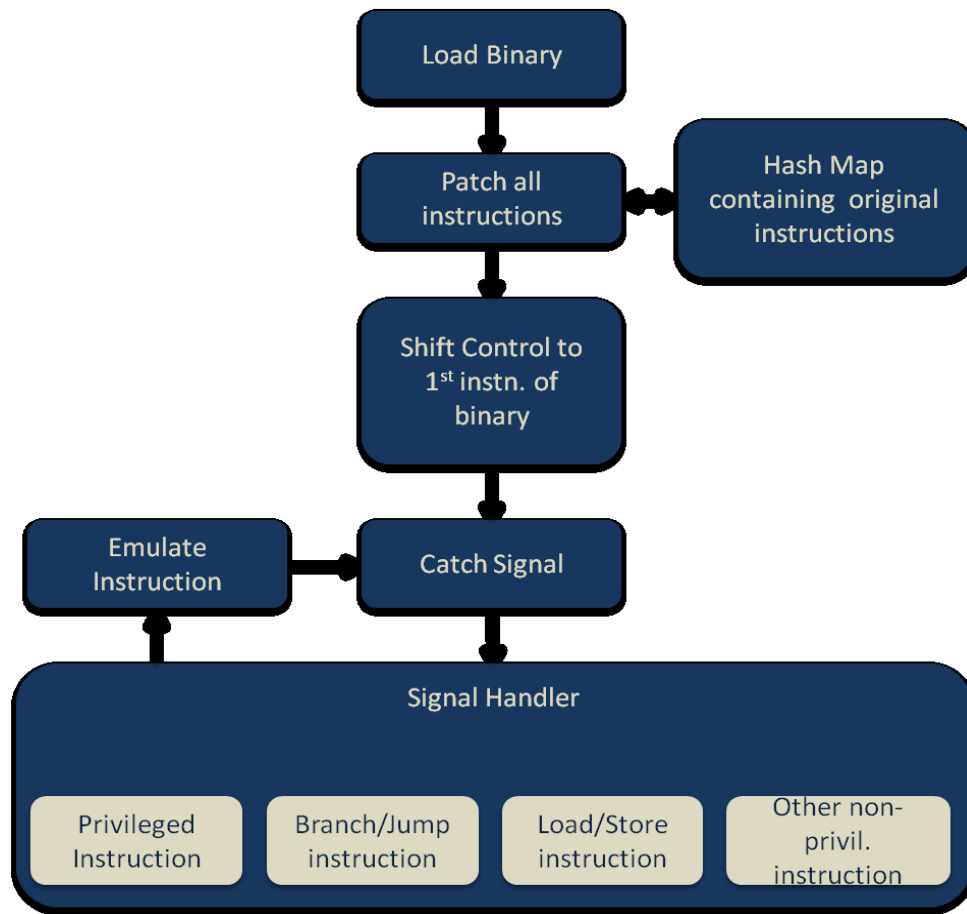 Load Binary
Patch all
instructions
Hash Map
containing original
instructions
Shift Control to
1st instn. of
binary
Emulate
Instruction
Catch Signal
Signal Handler
Privileged
Instruction
Branch/Jump
instruction
Load/Store
instruction
Other non-
privil.
instruction